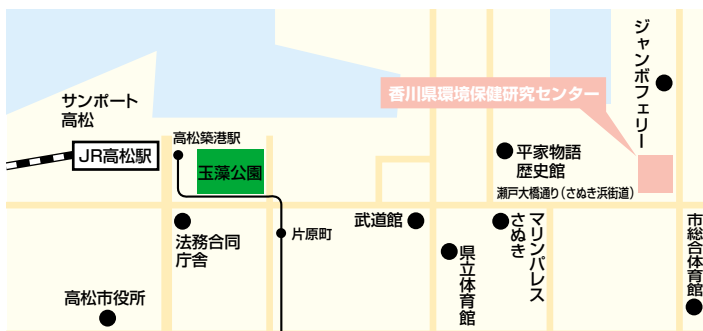 サンポート
高松
JR高松駅
高松築港駅
玉藻公園
香川県環境保健研究センター
ジャンボフェリー
平家物語
歴史館
瀬戸大橋通り(さぬき浜街道)
法務合同
庁舎
片原町
武道館
県立体育館
マリンパレス
さぬき
市総合体育館
高松市役所